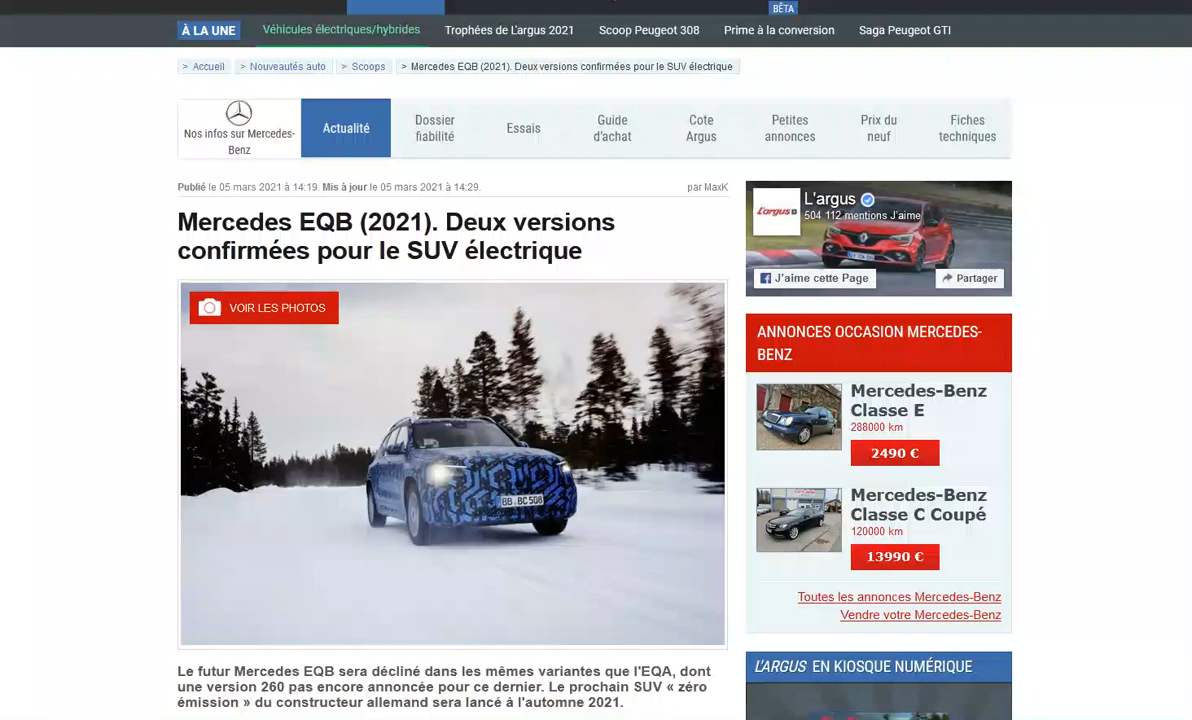 BÊTA
À LA UNE
Véhicules électriques/hybrides
Trophées de L'argus 2021
Scoop Peugeot 308
Prime à la conversion
Saga Peugeot GTI
> Accueil
> Nouveautés auto
> Scoops
> Mercedes EQB (2021). Deux versions confirmées pour le SUV électrique
Nos infos sur Mercedes-
Benz
Actualité
Dossier
fiabilité
Essais
Guide
d'achat
Cote
Argus
Petites
annonces
Prix du
neuf
Fiches
techniques
Publié le 05 mars 2021 à 14:19. Mis à jour le 05 mars 2021 à 14:29.
par MaxK
Mercedes EQB (2021). Deux versions
confirmées pour le SUV électrique
VOIR LES PHOTOS
BB BC 508
Le futur Mercedes EQB sera décliné dans les mêmes variantes que l'EQA, dont
une version 260 pas encore annoncée pour ce dernier. Le prochain SUV « zéro
émission » du constructeur allemand sera lancé à l'automne 2021.
L'argus
L'argus
504 112 mentions J'aime
J'aime cette Page
Partager
ANNONCES OCCASION MERCEDES-
BENZ
Mercedes-Benz
Classe E
288000 km
2490 €
Mercedes-Benz
Classe C Coupé
120000 km
13990 €
Toutes les annonces Mercedes-Benz
Vendre votre Mercedes-Benz
L'ARGUS EN KIOSQUE NUMÉRIQUE